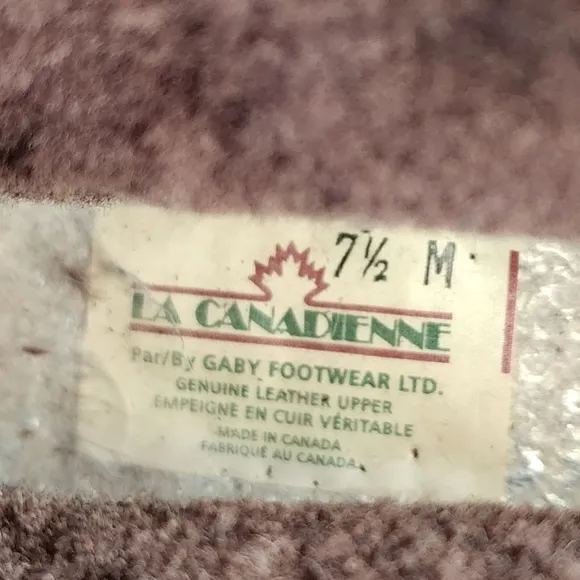 7½ M
LA CANADIENNE
Par/By GABY FOOTWEAR LTD.
GENUINE LEATHER UPPER
EMPEIGNE EN CUIR VÉRITABLE
MADE IN CANADA
FABRIQUÉ AU CANADA